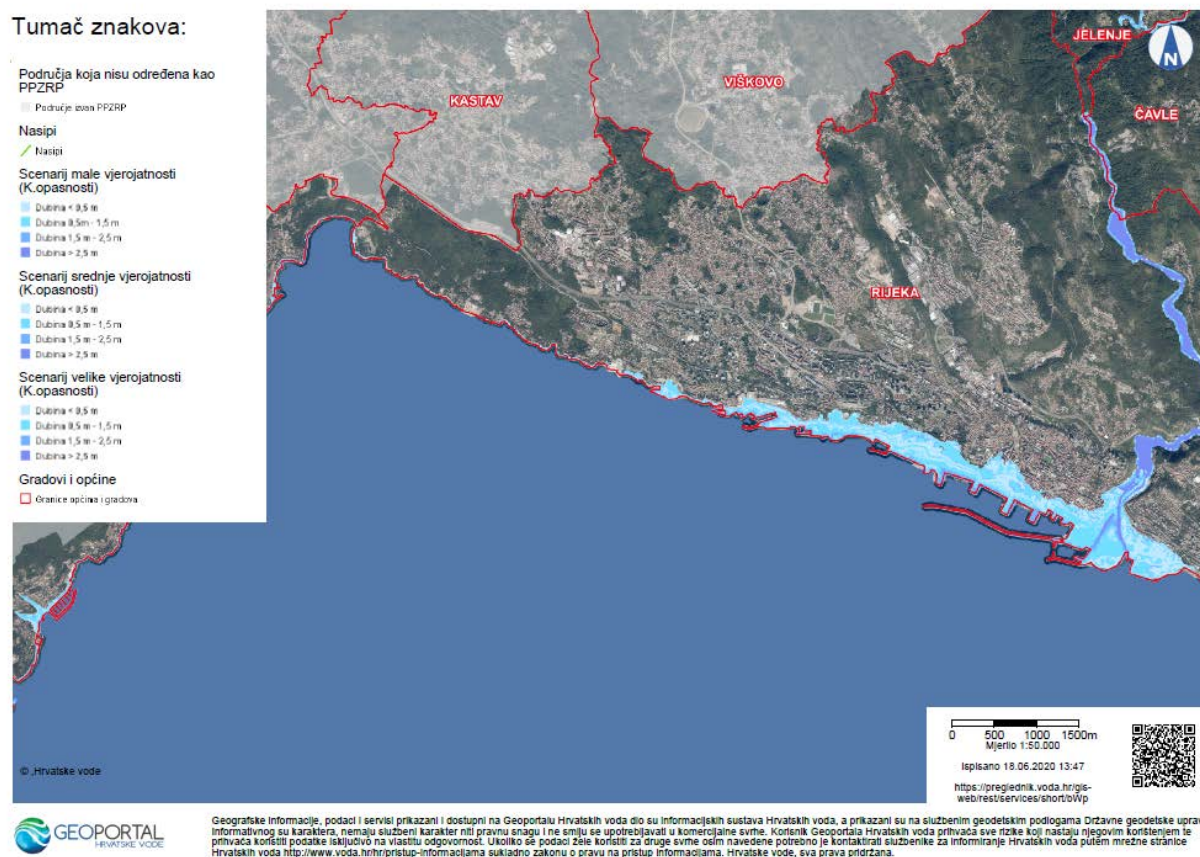 Tumač znakova:
Područja koja nisu određena kao
PPZRP
Područje izvan PPZRP
Nasipi
Nasipi
Scenarij male vjerojatnosti
(K.opasnosti)
Dubina < 0,5 m
Dubina 0,5m - 1,5 m
Dubina 1,5 m - 2,5 m
Dubina > 2,5 m
Scenarij srednje vjerojatnosti
(K.opasnosti)
Dubina < 0,5 m
Dubina 0,5 m - 1,5 m
Dubina 1,5 m - 2,5 m
Dubina > 2,5 m
Scenarij velike vjerojatnosti
(K.opasnosti)
Dubina < 0,5 m
Dubina 0,5 m - 1,5 m
Dubina 1,5 m - 2,5 m
Dubina > 2,5 m
Gradovi i općine
Granice općina i gradova
JELENJE
N
VIŠKOVO
KASTAV
ČAVLE
RIJEKA
0 500 1000 1500m
Mjerilo 1:50.000
Ispisano 18.06.2020 13:47
https://preglednik.voda.hr/gis-
web/rest/services/short/bWp
© ,Hrvatske vode
GEOPORTAL
HRVATSKE VODE
Geografske informacije, podaci i servisi prikazani i dostupni na Geoportalu Hrvatskih voda dio su informacijskih sustava Hrvatskih voda, a prikazani su na službenim geodetskim podlogama Državne geodetske uprav
informativnog su karaktera, nemaju službeni karakter niti pravnu snagu i ne smiju se upotrebljavati u komercijalne svrhe. Korisnik Geoportala Hrvatskih voda prihvaća sve rizike koji nastaju njegovim korištenjem te
prihvaća koristiti podatke isključivo na vlastitu odgovornost. Ukoliko se podaci žele koristiti za druge svrhe osim navedene potrebno je kontaktirati službenike za informiranje Hrvatskih voda putem mrežne stranice
Hrvatskih voda http://www.voda.hr/hr/pristup-informacijama sukladno zakonu o pravu na pristup informacijama. Hrvatske vode, sva prava pridržana.